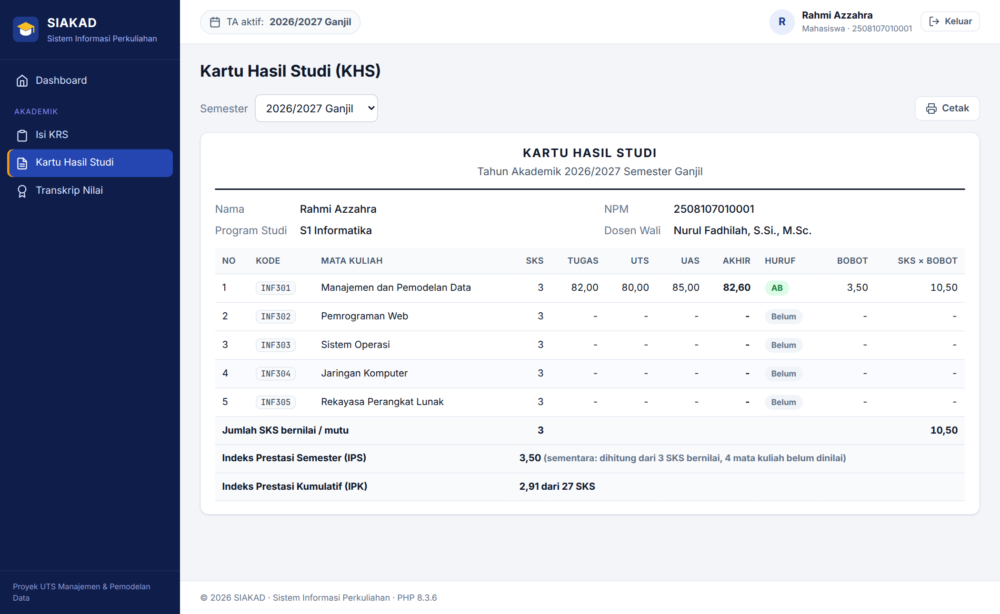 SIAKAD
Sistem Informasi Perkuliahan
Dashboard
AKADEMIK
Isi KRS
Kartu Hasil Studi
Transkrip Nilai
Proyek UTS Manajemen & Pemodelan
Data
TA aktif: 2026/2027 Ganjil
R
Rahmi Azzahra
Mahasiswa · 2508107010001
Keluar
Kartu Hasil Studi (KHS)
Semester 2026/2027 Ganjil
Cetak
KARTU HASIL STUDI
Tahun Akademik 2026/2027 Semester Ganjil
Nama Rahmi Azzahra NPM 2508107010001
Program Studi S1 Informatika Dosen Wali Nurul Fadhilah, S.Si., M.Sc.
NO KODE MATA KULIAH SKS TUGAS UTS UAS AKHIR HURUF BOBOT SKS × BOBOT
1 INF301 Manajemen dan Pemodelan Data 3 82,00 80,00 85,00 82,60 AB 3,50 10,50
2 INF302 Pemrograman Web 3 - - - - Belum - -
3 INF303 Sistem Operasi 3 - - - - Belum - -
4 INF304 Jaringan Komputer 3 - - - - Belum - -
5 INF305 Rekayasa Perangkat Lunak 3 - - - - Belum - -
Jumlah SKS bernilai / mutu 3 10,50
Indeks Prestasi Semester (IPS) 3,50 (sementara: dihitung dari 3 SKS bernilai, 4 mata kuliah belum dinilai)
Indeks Prestasi Kumulatif (IPK) 2,91 dari 27 SKS
© 2026 SIAKAD · Sistem Informasi Perkuliahan · PHP 8.3.6